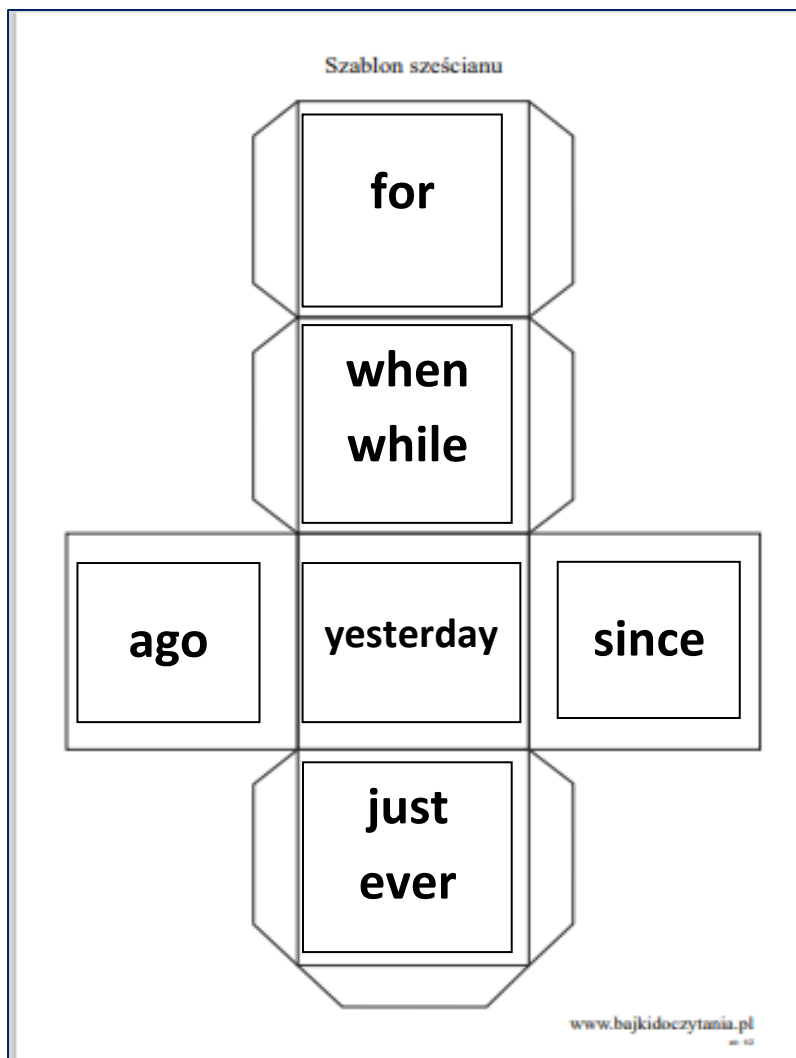 Szablon sześcianu
for
when
while
ago
yesterday
since
just
ever
www.bajkidoczytania.pl